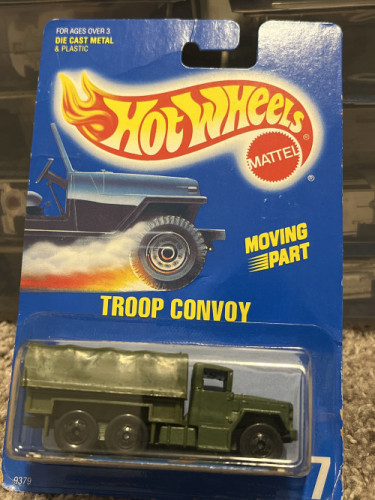 FOR AGES OVER 3
DIE CAST METAL
& PLASTIC
HOT WHEELS
®
MATTEL
®
MOVING
PART
TROOP CONVOY
9379
7